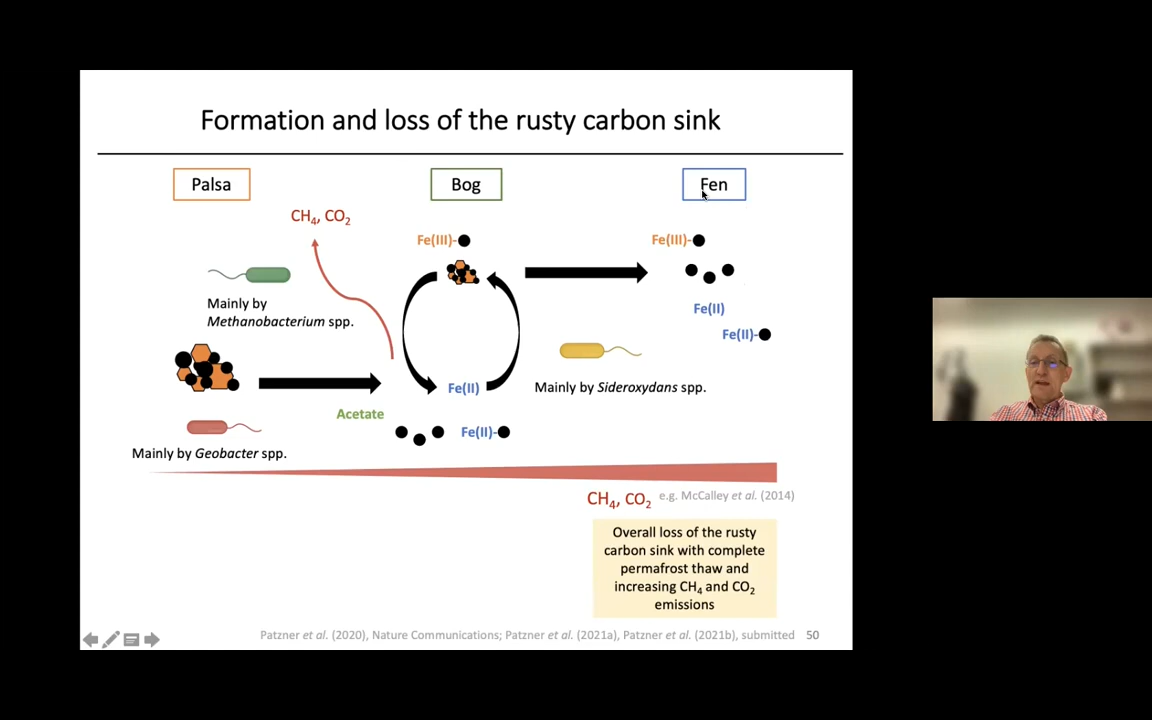 Formation and loss of the rusty carbon sink
Palsa
Bog
Fen
CH4, CO2
Fe(III)-
Fe(III)-
Mainly by
Methanobacterium spp.
Fe(II)
Fe(II)-
Fe(II)
Mainly by Sideroxydans spp.
Acetate
Fe(II)-
Mainly by Geobacter spp.
CH4, CO2 e.g. McCalley et al. (2014)
Overall loss of the rusty
carbon sink with complete
permafrost thaw and
increasing CH4 and CO2
emissions
Patzner et al. (2020), Nature Communications; Patzner et al. (2021a), Patzner et al. (2021b), submitted 50